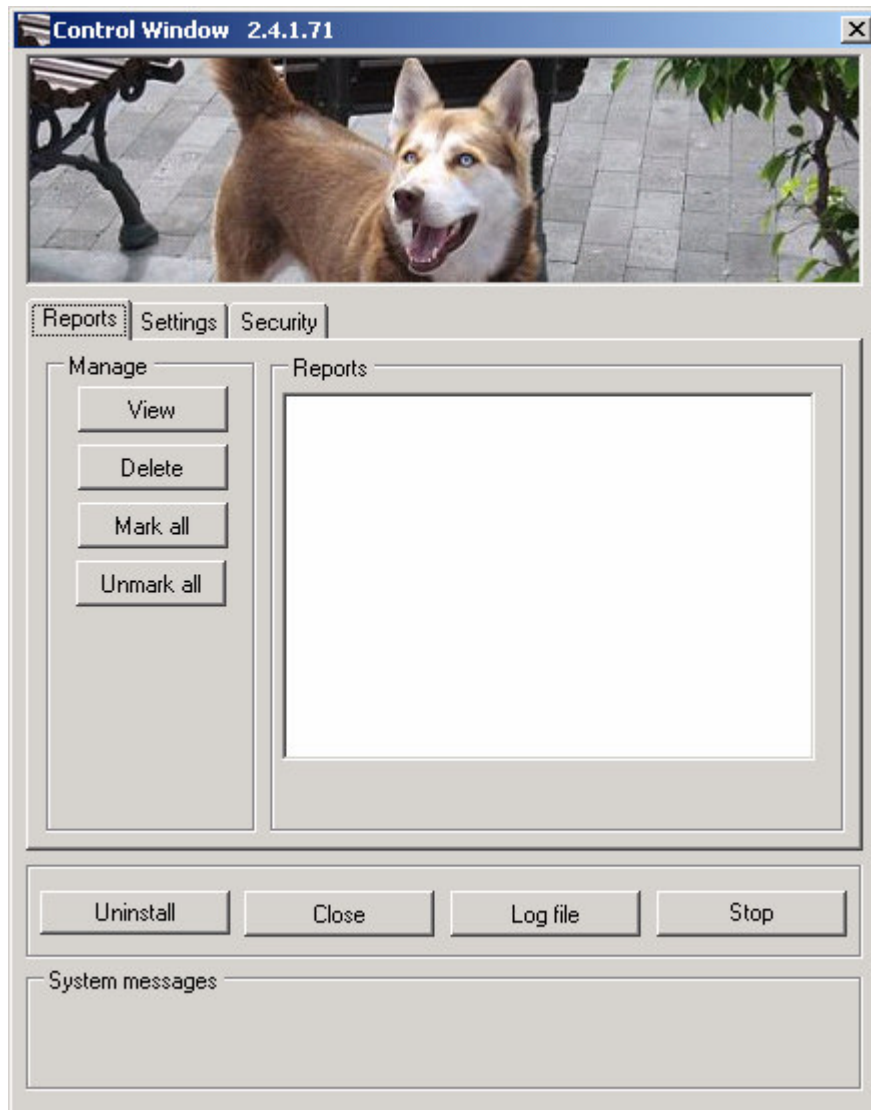 Control Window 2.4.1.71
Reports Settings Security
Manage
View
Delete
Mark all
Unmark all
Reports
Uninstall Close Log file Stop
System messages